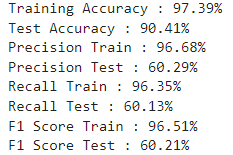 Training Accuracy : 97.39%
Test Accuracy : 90.41%
Precision Train : 96.68%
Precision Test : 60.29%
Recall Train : 96.35%
Recall Test : 60.13%
F1 Score Train : 96.51%
F1 Score Test : 60.21%